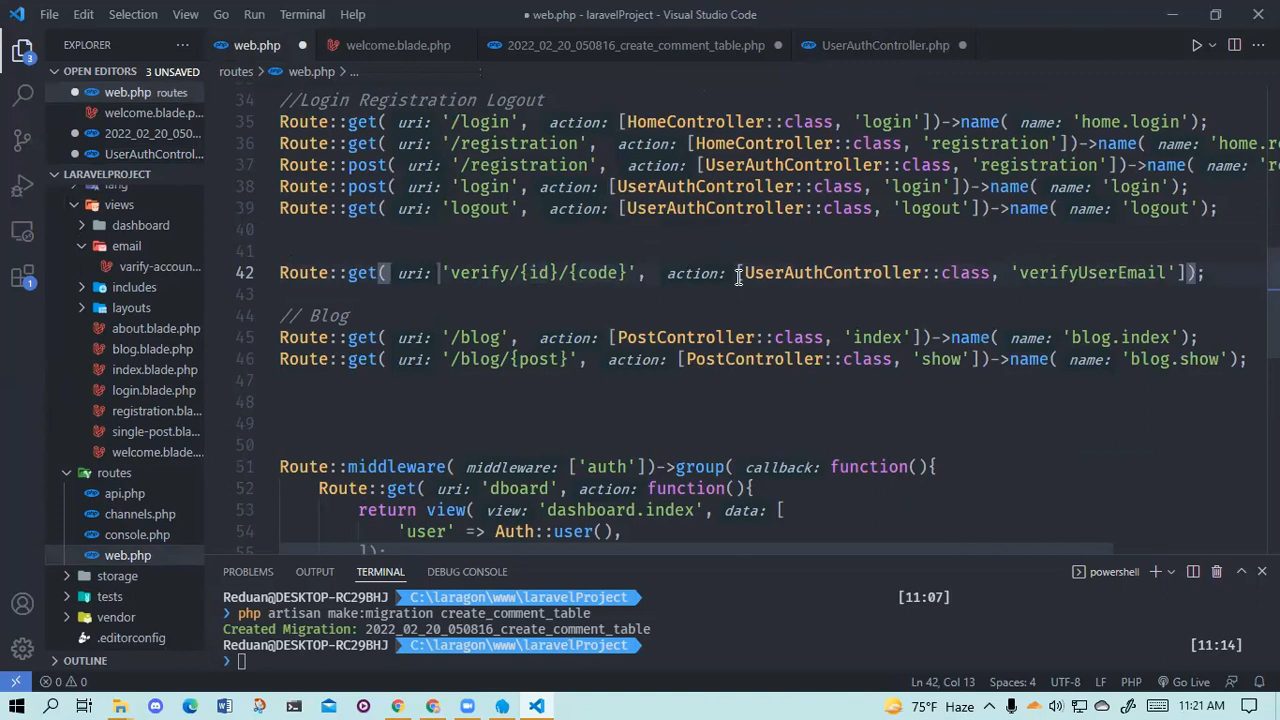 File Edit Selection View Go Run Terminal Help
● web.php - laravelProject - Visual Studio Code
EXPLORER ···
web.php ●
welcome.blade.php
2022_02_20_050816_create_comment_table.php ●
UserAuthController.php ●
OPEN EDITORS 3 UNSAVED
web.php routes
welcome.blade.p...
2022_02_20_050...
UserAuthControl...
LARAVELPROJECT
lang
views
dashboard
email
varify-accoun...
includes
layouts
about.blade.php
blog.blade.php
index.blade.php
login.blade.php
registration.bla...
single-post.bla...
welcome.blade....
routes
api.php
channels.php
console.php
web.php
storage
tests
vendor
.editorconfig
OUTLINE
routes > web.php > ...
34 //Login Registration Logout
35 Route::get( uri: '/login', action: [HomeController::class, 'login'])->name( name: 'home.login');
36 Route::get( uri: '/registration', action: [HomeController::class, 'registration'])->name( name: 'home.r
37 Route::post( uri: '/registration', action: [UserAuthController::class, 'registration'])->name( name: 're
38 Route::post( uri: 'login', action: [UserAuthController::class, 'login'])->name( name: 'login');
39 Route::get( uri: 'logout', action: [UserAuthController::class, 'logout'])->name( name: 'logout');
40
41
42 Route::get( uri: 'verify/{id}/{code}', action: [UserAuthController::class, 'verifyUserEmail']);
43
44 // Blog
45 Route::get( uri: '/blog', action: [PostController::class, 'index'])->name( name: 'blog.index');
46 Route::get( uri: '/blog/{post}', action: [PostController::class, 'show'])->name( name: 'blog.show');
47
48
49
50
51 Route::middleware( middleware: ['auth'])->group( callback: function(){
52 Route::get( uri: 'dboard', action: function(){
53 return view( view: 'dashboard.index', data: [
54 'user' => Auth::user(),
55 ]);
PROBLEMS OUTPUT TERMINAL DEBUG CONSOLE
powershell
Reduan@DESKTOP-RC29BHJ C:\laragon\www\laravelProject [11:07]
❯ php artisan make:migration create_comment_table
Created Migration: 2022_02_20_050816_create_comment_table
Reduan@DESKTOP-RC29BHJ C:\laragon\www\laravelProject [11:14]
❯
0 0 Ln 42, Col 13 Spaces: 4 UTF-8 LF PHP Go Live
75°F Haze 11:21 AM